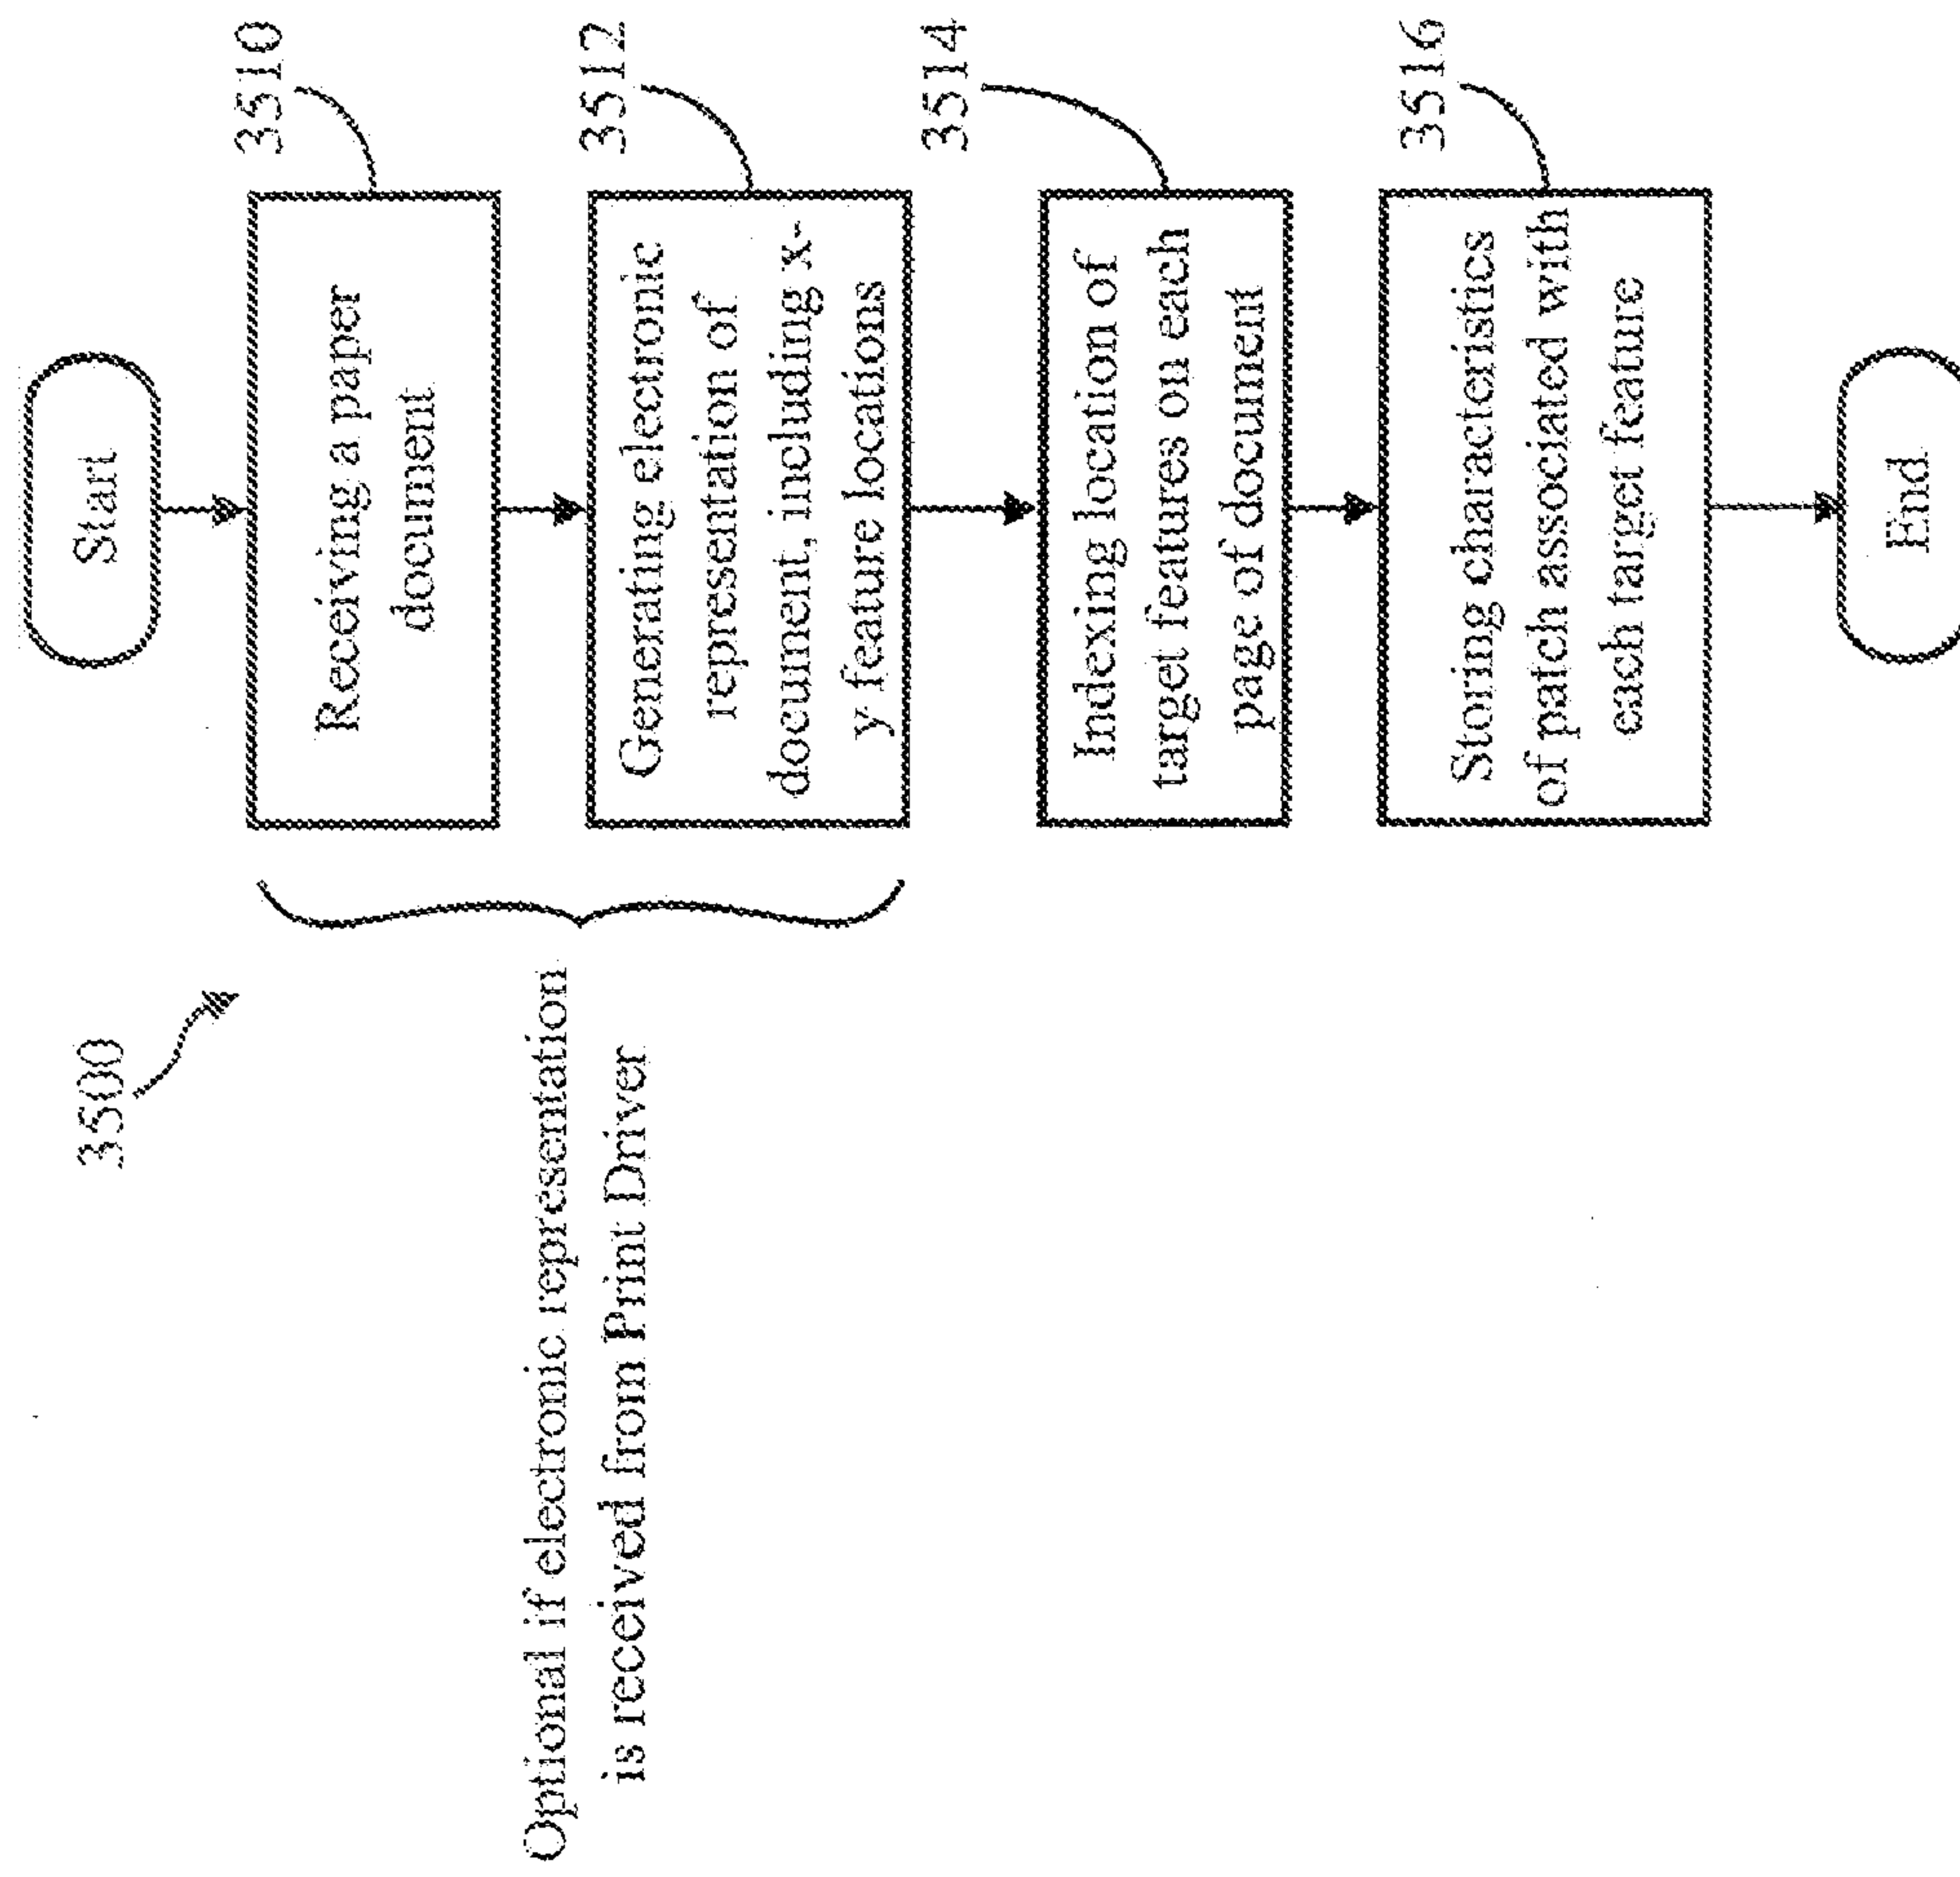 3500
Start
Receiving a paper
document
3510
Optional if electronic representation
is received from Print Driver
Generating electronic
representation of
document, including x-
y feature locations
3512
Indexing location of
target features on each
page of document
3514
Storing characteristics
of patch associated with
each target feature
3516
End